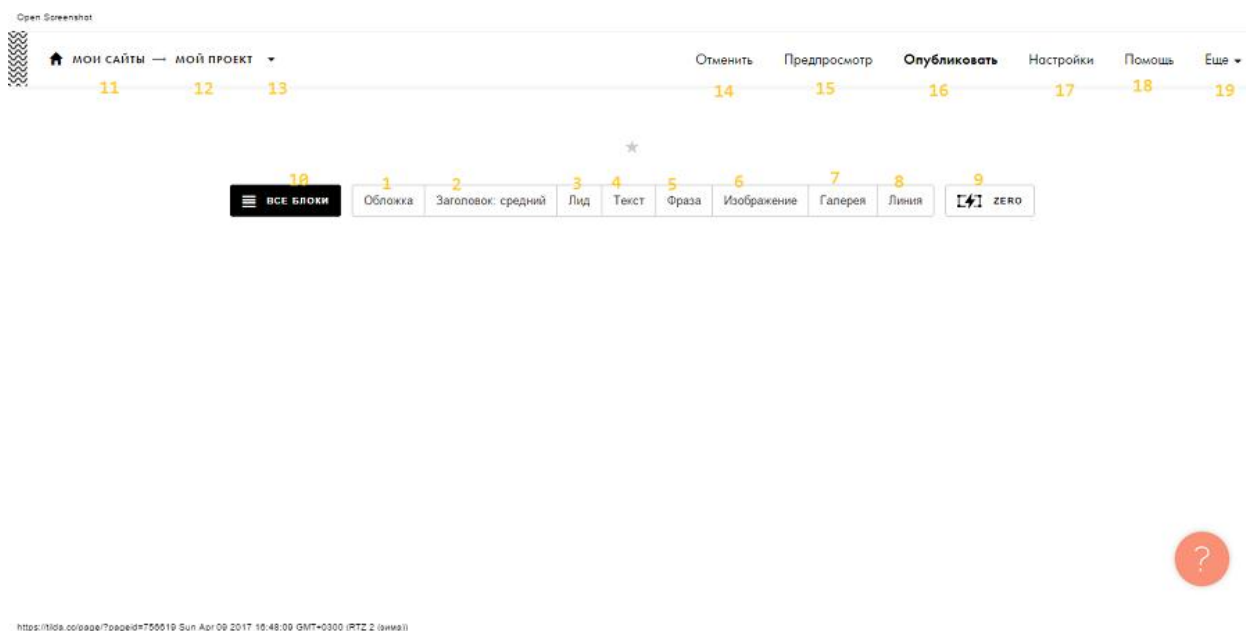 Open Screenshot
МОИ САЙТЫ — МОЙ ПРОЕКТ Отменить Предпросмотр Опубликовать Настройки Помощь Еще
11 12 13 14 15 16 17 18 19
10 1 2 3 4 5 6 7 8 9
ВСЕ БЛОКИ Обложка Заголовок: средний Лид Текст Фраза Изображение Галерея Линия ZERO
?
https://tilda.cc/page/?pageid=756619 Sun Apr 09 2017 16:48:09 GMT+0300 (RTZ 2 (зима))